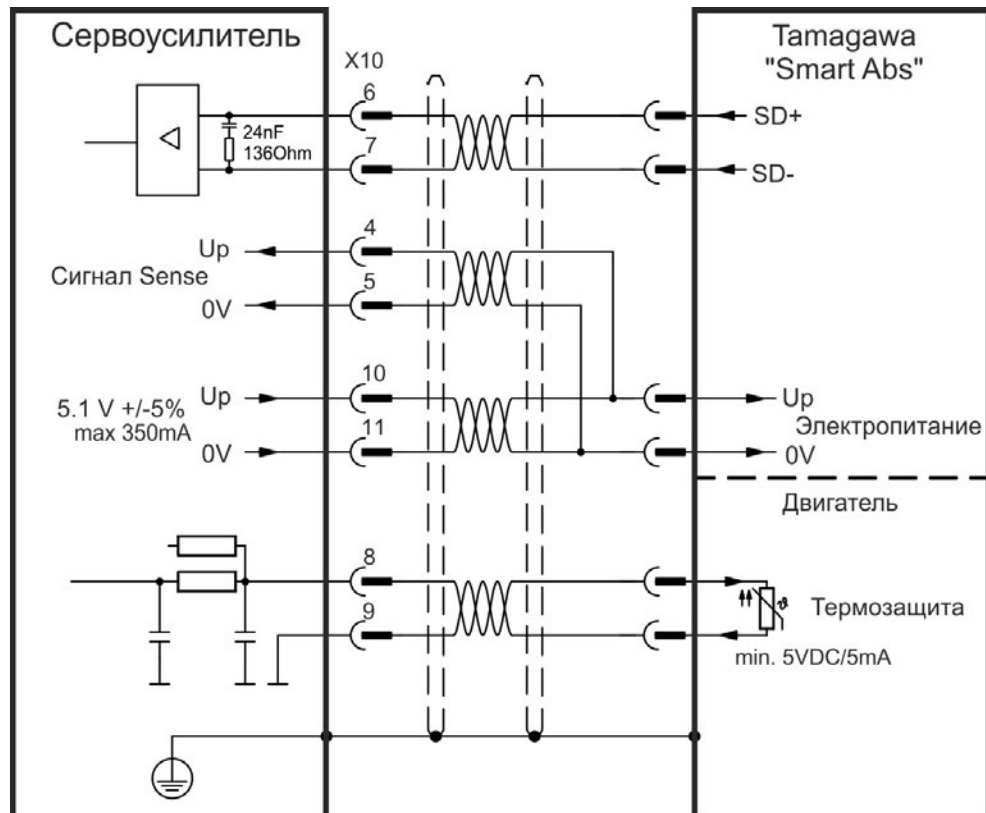 Сервоусилитель
X10
Tamagawa
"Smart Abs"
6
SD+
24nF
136Ohm
7
SD-
4
Up
Сигнал Sense
5
0V
10
Up
Up
5.1 V +/-5%
max 350mA
Электропитание
11
0V
0V
Двигатель
8
9
Термозащита
ϑ
min. 5VDC/5mA